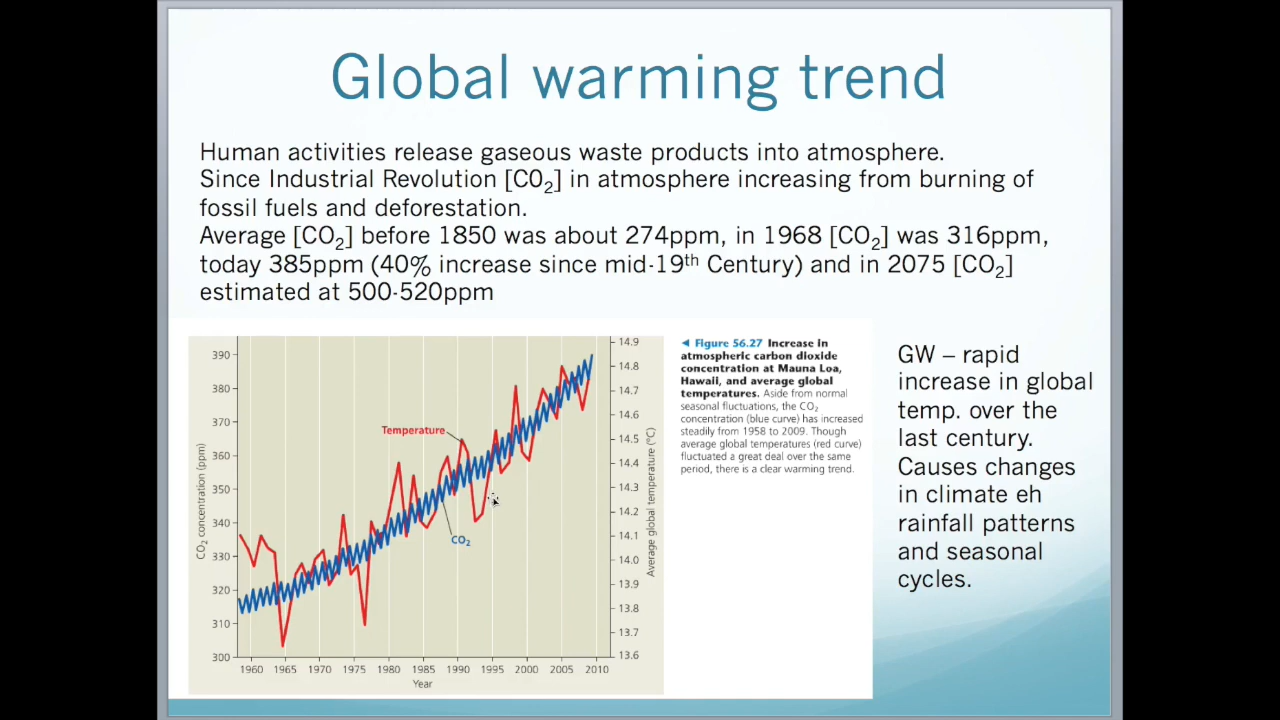 Global warming trend
Human activities release gaseous waste products into atmosphere.
Since Industrial Revolution [C0₂] in atmosphere increasing from burning of
fossil fuels and deforestation.
Average [CO₂] before 1850 was about 274ppm, in 1968 [CO₂] was 316ppm,
today 385ppm (40% increase since mid-19th Century) and in 2075 [CO₂]
estimated at 500-520ppm
CO₂ concentration (ppm)
390
380
370
360
350
340
330
320
310
300
Temperature
CO₂
14.9
14.8
14.7
14.6
14.5
14.4
14.3
14.2
14.1
14.0
13.9
13.8
13.7
13.6
Average global temperature (°C)
1960 1965 1970 1975 1980 1985 1990 1995 2000 2005 2010
Year
◀ Figure 56.27 Increase in
atmospheric carbon dioxide
concentration at Mauna Loa,
Hawaii, and average global
temperatures. Aside from normal
seasonal fluctuations, the CO₂
concentration (blue curve) has increased
steadily from 1958 to 2009. Though
average global temperatures (red curve)
fluctuated a great deal over the same
period, there is a clear warming trend.
GW – rapid
increase in global
temp. over the
last century.
Causes changes
in climate eh
rainfall patterns
and seasonal
cycles.